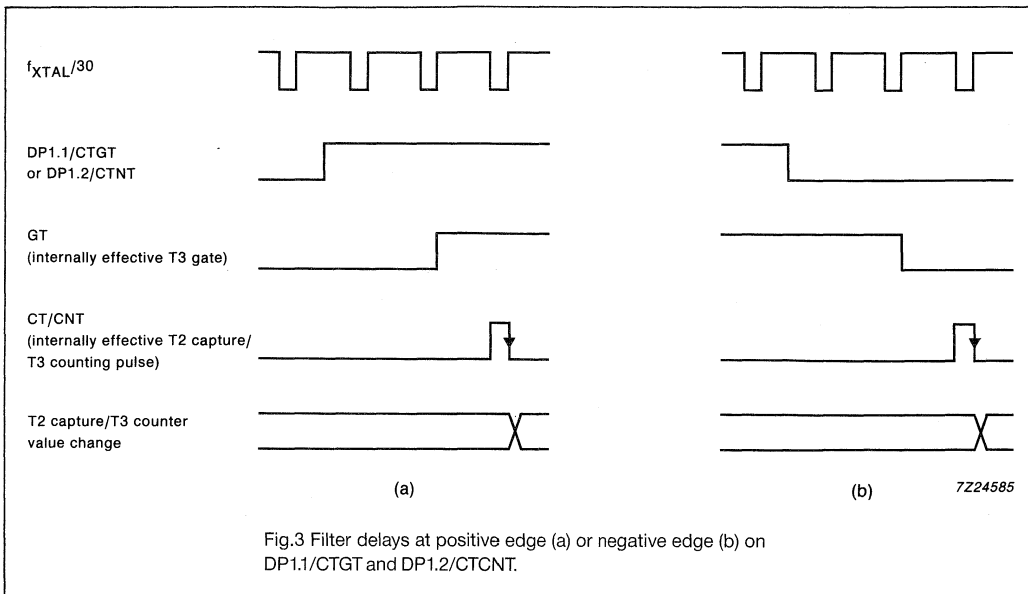 fXTAL/30
DP1.1/CTGT
or DP1.2/CTNT
GT
(internally effective T3 gate)
CT/CNT
(internally effective T2 capture/
T3 counting pulse)
T2 capture/T3 counter
value change
(a)
(b)
7Z24585
Fig.3 Filter delays at positive edge (a) or negative edge (b) on
DP1.1/CTGT and DP1.2/CTCNT.